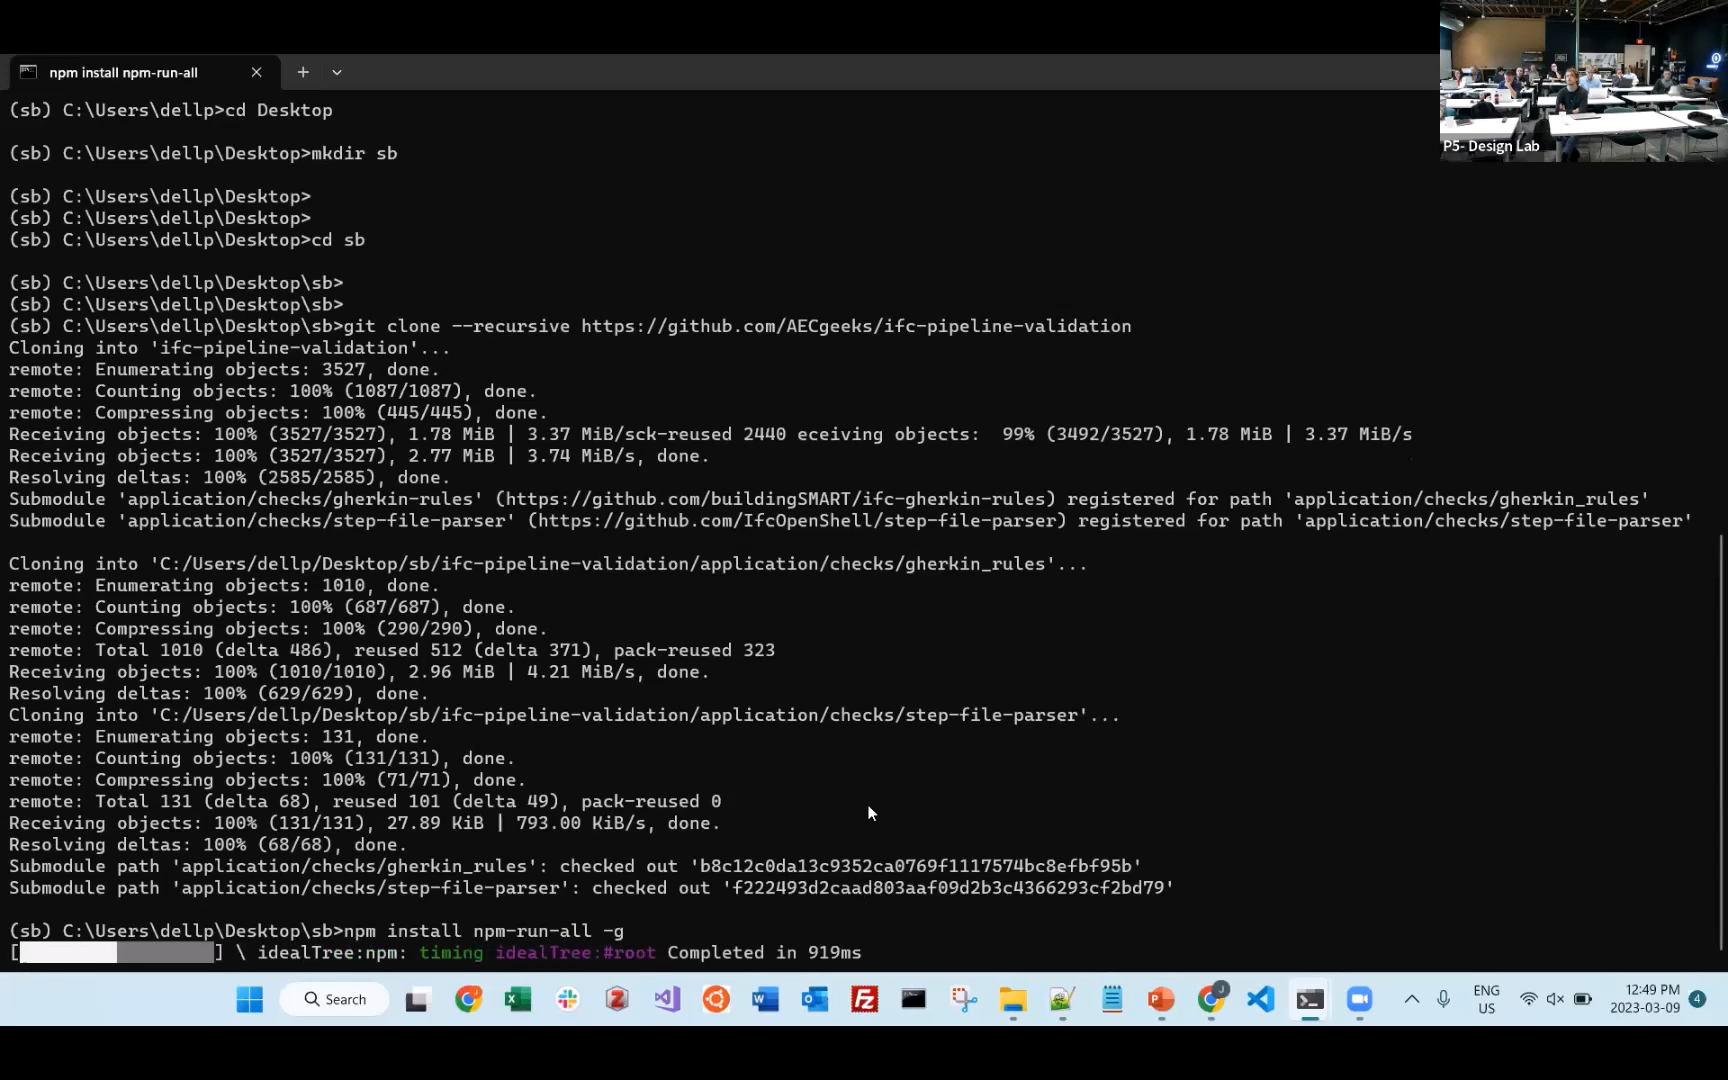 npm install npm-run-all
P5- Design Lab
(sb) C:\Users\dellp>cd Desktop
(sb) C:\Users\dellp\Desktop>mkdir sb
(sb) C:\Users\dellp\Desktop>
(sb) C:\Users\dellp\Desktop>
(sb) C:\Users\dellp\Desktop>cd sb
(sb) C:\Users\dellp\Desktop\sb>
(sb) C:\Users\dellp\Desktop\sb>
(sb) C:\Users\dellp\Desktop\sb>git clone --recursive https://github.com/AECgeeks/ifc-pipeline-validation
Cloning into 'ifc-pipeline-validation'...
remote: Enumerating objects: 3527, done.
remote: Counting objects: 100% (1087/1087), done.
remote: Compressing objects: 100% (445/445), done.
Receiving objects: 100% (3527/3527), 1.78 MiB | 3.37 MiB/sck-reused 2440 eceiving objects:  99% (3492/3527), 1.78 MiB | 3.37 MiB/s
Receiving objects: 100% (3527/3527), 2.77 MiB | 3.74 MiB/s, done.
Resolving deltas: 100% (2585/2585), done.
Submodule 'application/checks/gherkin-rules' (https://github.com/buildingSMART/ifc-gherkin-rules) registered for path 'application/checks/gherkin_rules'
Submodule 'application/checks/step-file-parser' (https://github.com/IfcOpenShell/step-file-parser) registered for path 'application/checks/step-file-parser'
Cloning into 'C:/Users/dellp/Desktop/sb/ifc-pipeline-validation/application/checks/gherkin_rules'...
remote: Enumerating objects: 1010, done.
remote: Counting objects: 100% (687/687), done.
remote: Compressing objects: 100% (290/290), done.
remote: Total 1010 (delta 486), reused 512 (delta 371), pack-reused 323
Receiving objects: 100% (1010/1010), 2.96 MiB | 4.21 MiB/s, done.
Resolving deltas: 100% (629/629), done.
Cloning into 'C:/Users/dellp/Desktop/sb/ifc-pipeline-validation/application/checks/step-file-parser'...
remote: Enumerating objects: 131, done.
remote: Counting objects: 100% (131/131), done.
remote: Compressing objects: 100% (71/71), done.
remote: Total 131 (delta 68), reused 101 (delta 49), pack-reused 0
Receiving objects: 100% (131/131), 27.89 KiB | 793.00 KiB/s, done.
Resolving deltas: 100% (68/68), done.
Submodule path 'application/checks/gherkin_rules': checked out 'b8c12c0da13c9352ca0769f1117574bc8efbf95b'
Submodule path 'application/checks/step-file-parser': checked out 'f222493d2caad803aaf09d2b3c4366293cf2bd79'
(sb) C:\Users\dellp\Desktop\sb>npm install npm-run-all -g
[ ] \ idealTree:npm: timing idealTree:#root Completed in 919ms
Search
ENG
US
12:49 PM
2023-03-09
4